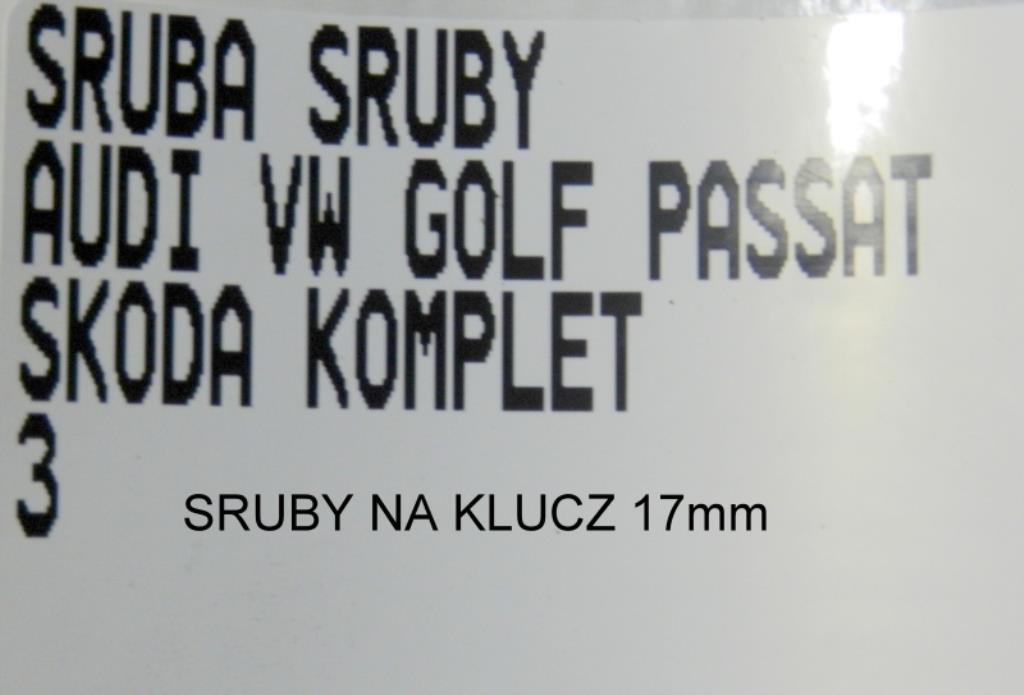 SRUBA SRUBY
AUDI VW GOLF PASSAT
SKODA KOMPLET
3
SRUBY NA KLUCZ 17mm